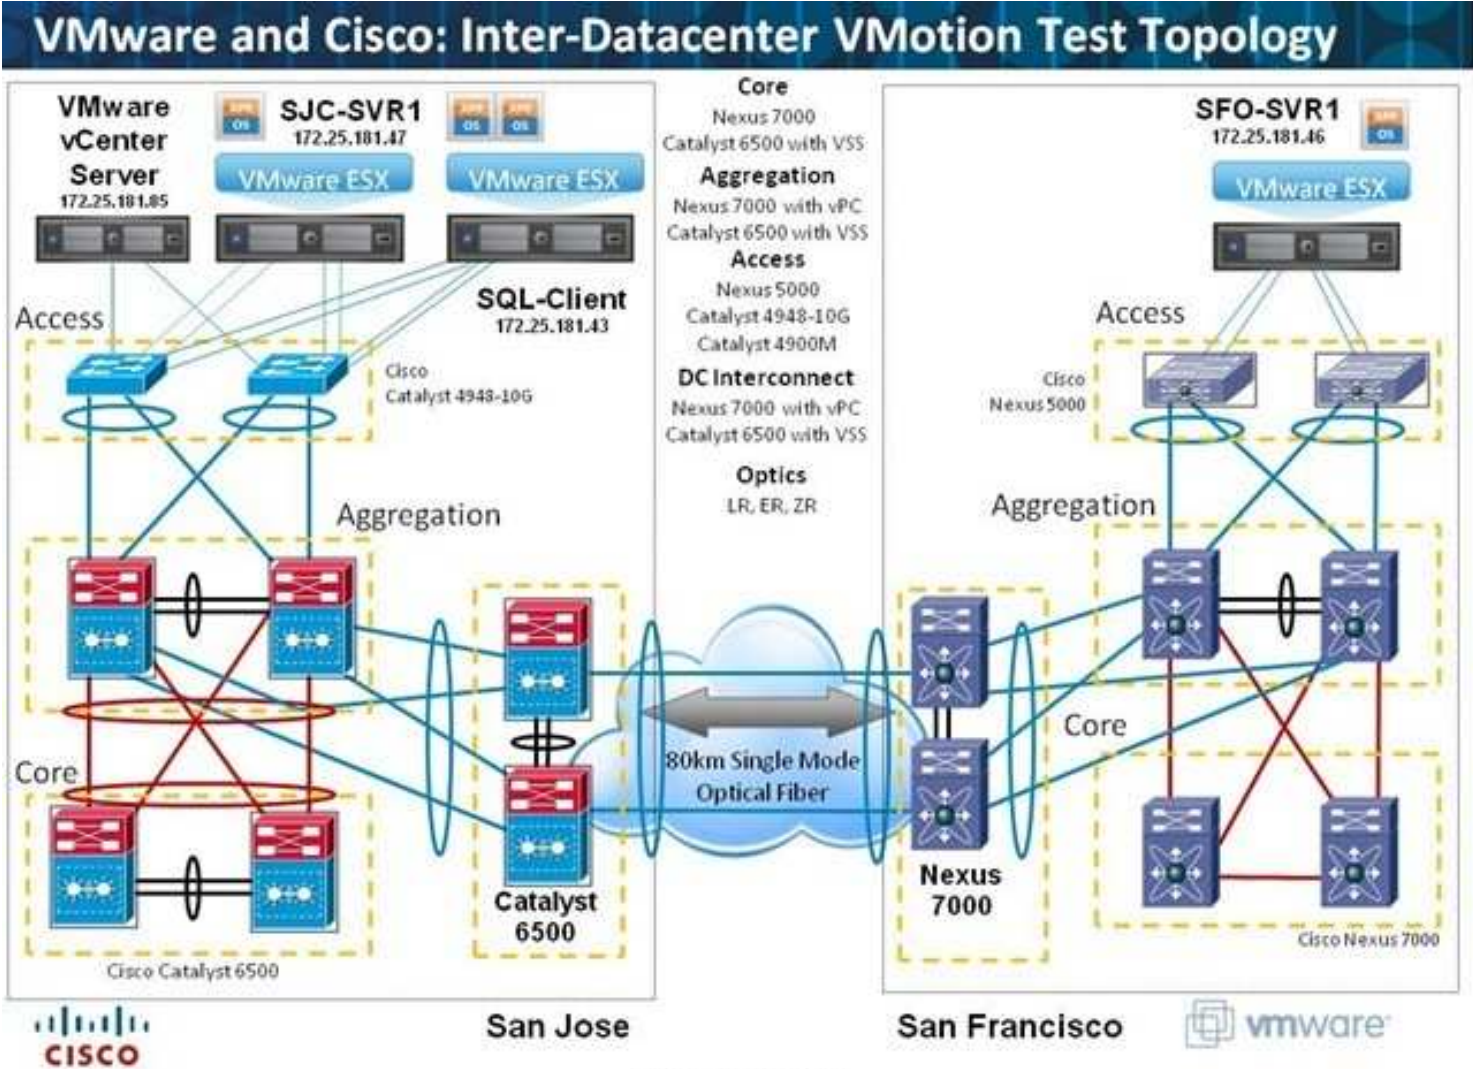 VMware and Cisco: Inter-Datacenter VMotion Test Topology
VMware
vCenter
Server
172.25.181.85
OS
SJC-SVR1
172.25.181.47
VMware ESX
OS
OS
VMware ESX
SQL-Client
172.25.181.43
Access
Cisco
Catalyst 4948-10G
Aggregation
Core
Cisco Catalyst 6500
Catalyst
6500
Core
Nexus 7000
Catalyst 6500 with VSS
Aggregation
Nexus 7000 with vPC
Catalyst 6500 with VSS
Access
Nexus 5000
Catalyst 4948-10G
Catalyst 4900M
DC Interconnect
Nexus 7000 with vPC
Catalyst 6500 with VSS
Optics
LR, ER, ZR
80km Single Mode
Optical Fiber
SFO-SVR1
172.25.181.46
OS
VMware ESX
Access
Cisco
Nexus 5000
Aggregation
Core
Nexus
7000
Cisco Nexus 7000
CISCO
San Jose
San Francisco
vmware